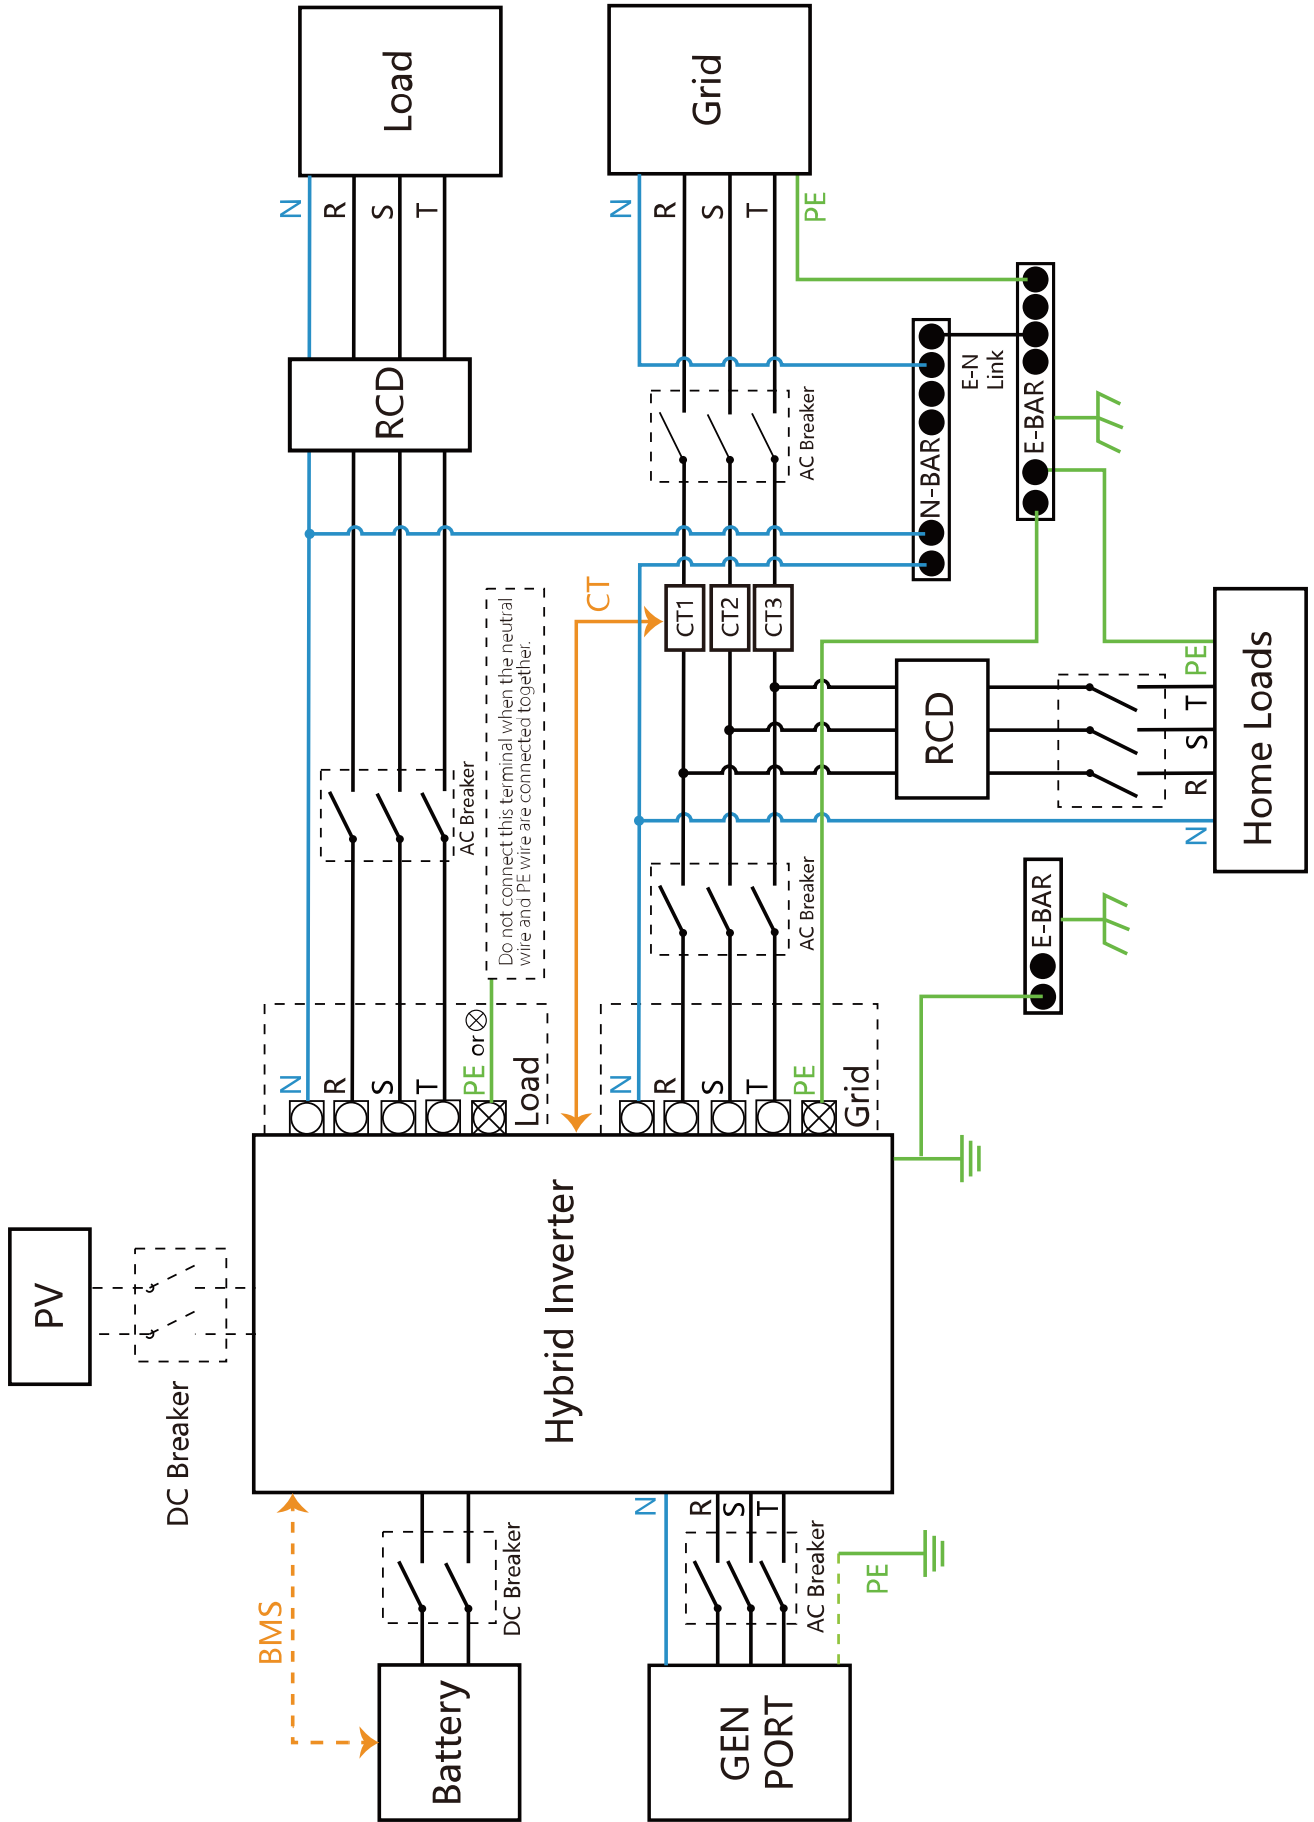 PV
DC Breaker
BMS
N
N
R
R
RCD
Load
S
S
T
T
Battery
AC Breaker
PE or ⊗
DC Breaker
Do not connect this terminal when the neutral
wire and PE wire are connected together.
Load
Hybrid Inverter
CT
N
N
N
R
R
CT1
R
S
S
Grid
CT2
S
GEN
PORT
T
T
T
CT3
PE
PE
AC Breaker
AC Breaker
AC Breaker
Grid
PE
N-BAR
RCD
E-N
Link
E-BAR
E-BAR
N
R
S
T
PE
Home Loads